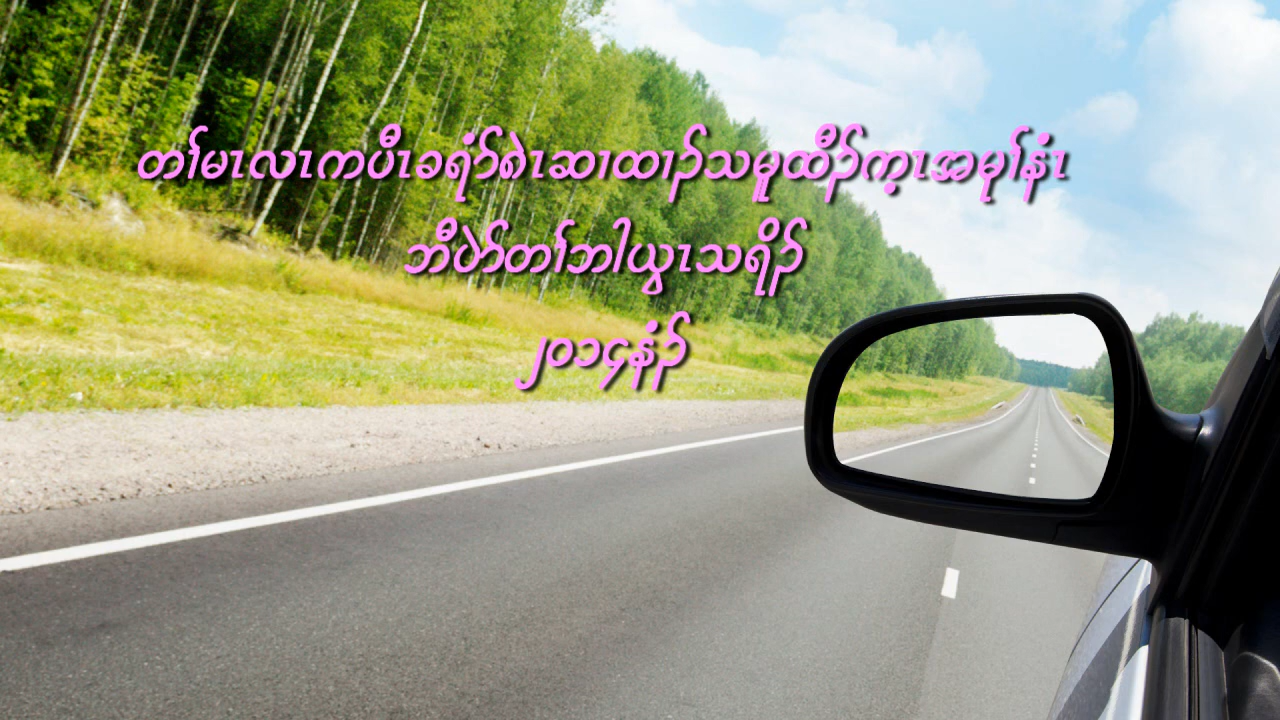 တၢ်မၤလၤကပီၤခရံာ်စဲၤဆၢထၢၣ်သမူထီၣ်က့ၤအမုၢ်နံၤ
ဘီပဲာ်တၢ်ဘါယွၤသရိၣ်
၂၀၁၄နံၣ်